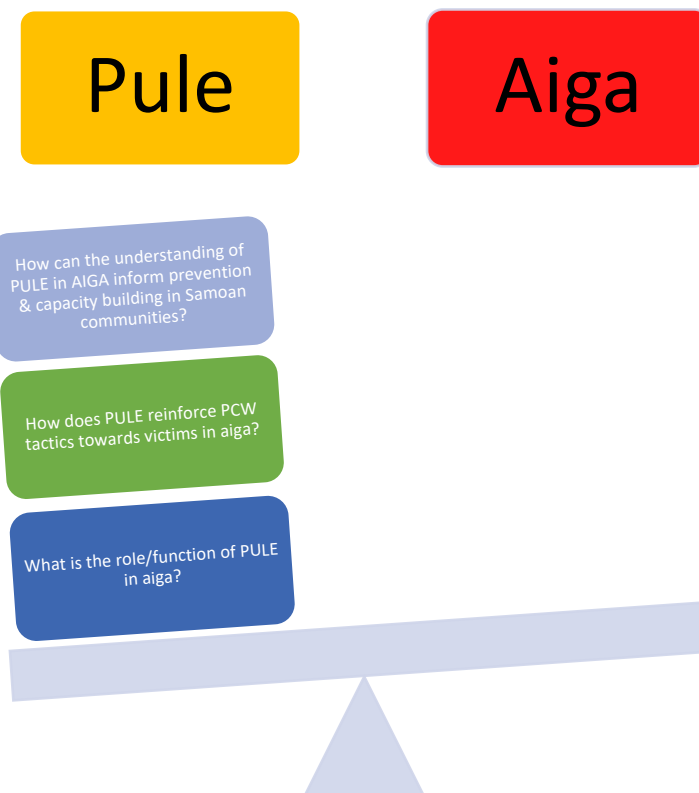 Pule
Aiga
How can the understanding of
PULE in AIGA inform prevention
& capacity building in Samoan
communities?
How does PULE reinforce PCW
tactics towards victims in aiga?
What is the role/function of PULE
in aiga?